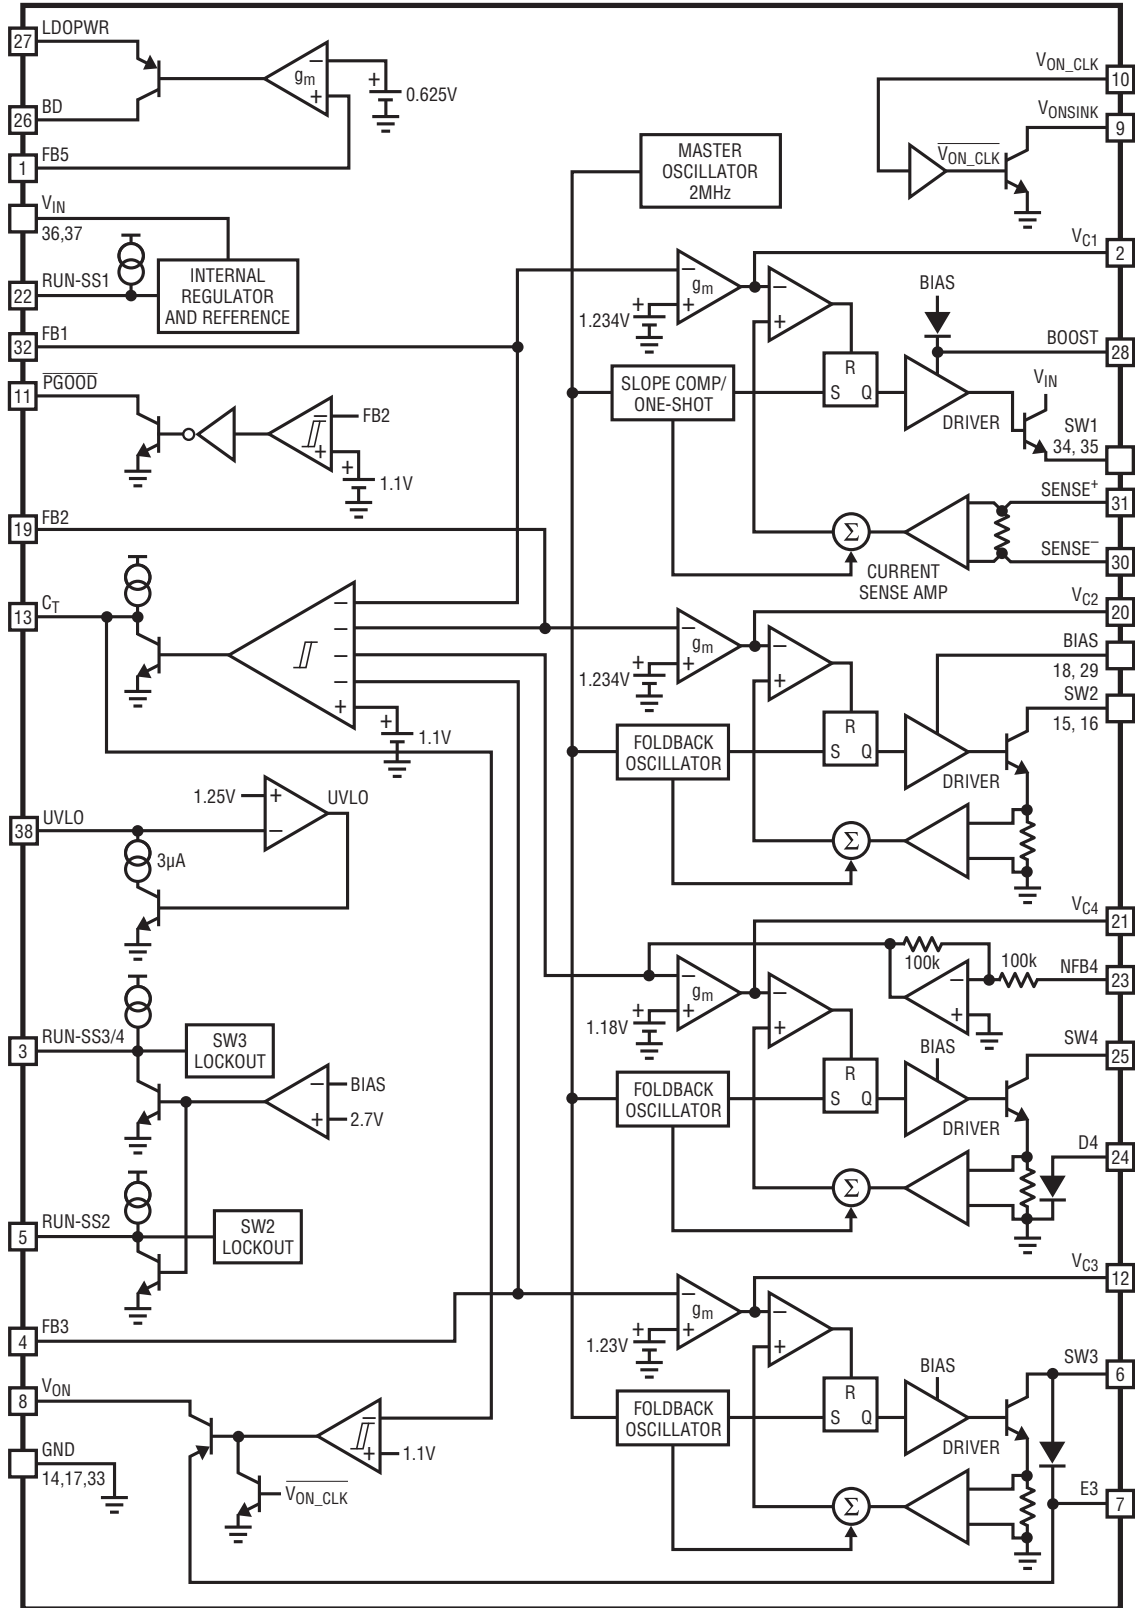 27
LDOPWR
26
BD
1
FB5
−
gm
+
+
0.625V
VIN
36,37
22
RUN-SS1
INTERNAL
REGULATOR
AND REFERENCE
32
FB1
11
PGOOD
−
+
FB2
+
1.1V
19
FB2
13
CT
−
−
−
−
+
+
1.1V
38
UVLO
1.25V
+
−
UVLO
3µA
3
RUN-SS3/4
SW3
LOCKOUT
−
BIAS
+
2.7V
5
RUN-SS2
SW2
LOCKOUT
4
FB3
8
VON
GND
14,17,33
−
+
1.1V
VON_CLK
MASTER
OSCILLATOR
2MHz
VON_CLK
10
VONSINK
9
VON_CLK
VC1
2
−
gm
+
+
1.234V
−
+
BIAS
BOOST
28
SLOPE COMP/
ONE-SHOT
R
S Q
DRIVER
VIN
SW1
34, 35
SENSE+
31
Σ
SENSE−
30
CURRENT
SENSE AMP
VC2
20
−
gm
+
+
1.234V
−
+
BIAS
18, 29
SW2
15, 16
FOLDBACK
OSCILLATOR
R
S Q
DRIVER
Σ
VC4
21
100k
100k
NFB4
23
−
+
−
gm
+
+
1.18V
−
+
BIAS
SW4
25
FOLDBACK
OSCILLATOR
R
S Q
DRIVER
D4
24
Σ
VC3
12
−
gm
+
+
1.23V
−
+
BIAS
SW3
6
FOLDBACK
OSCILLATOR
R
S Q
DRIVER
E3
7
Σ